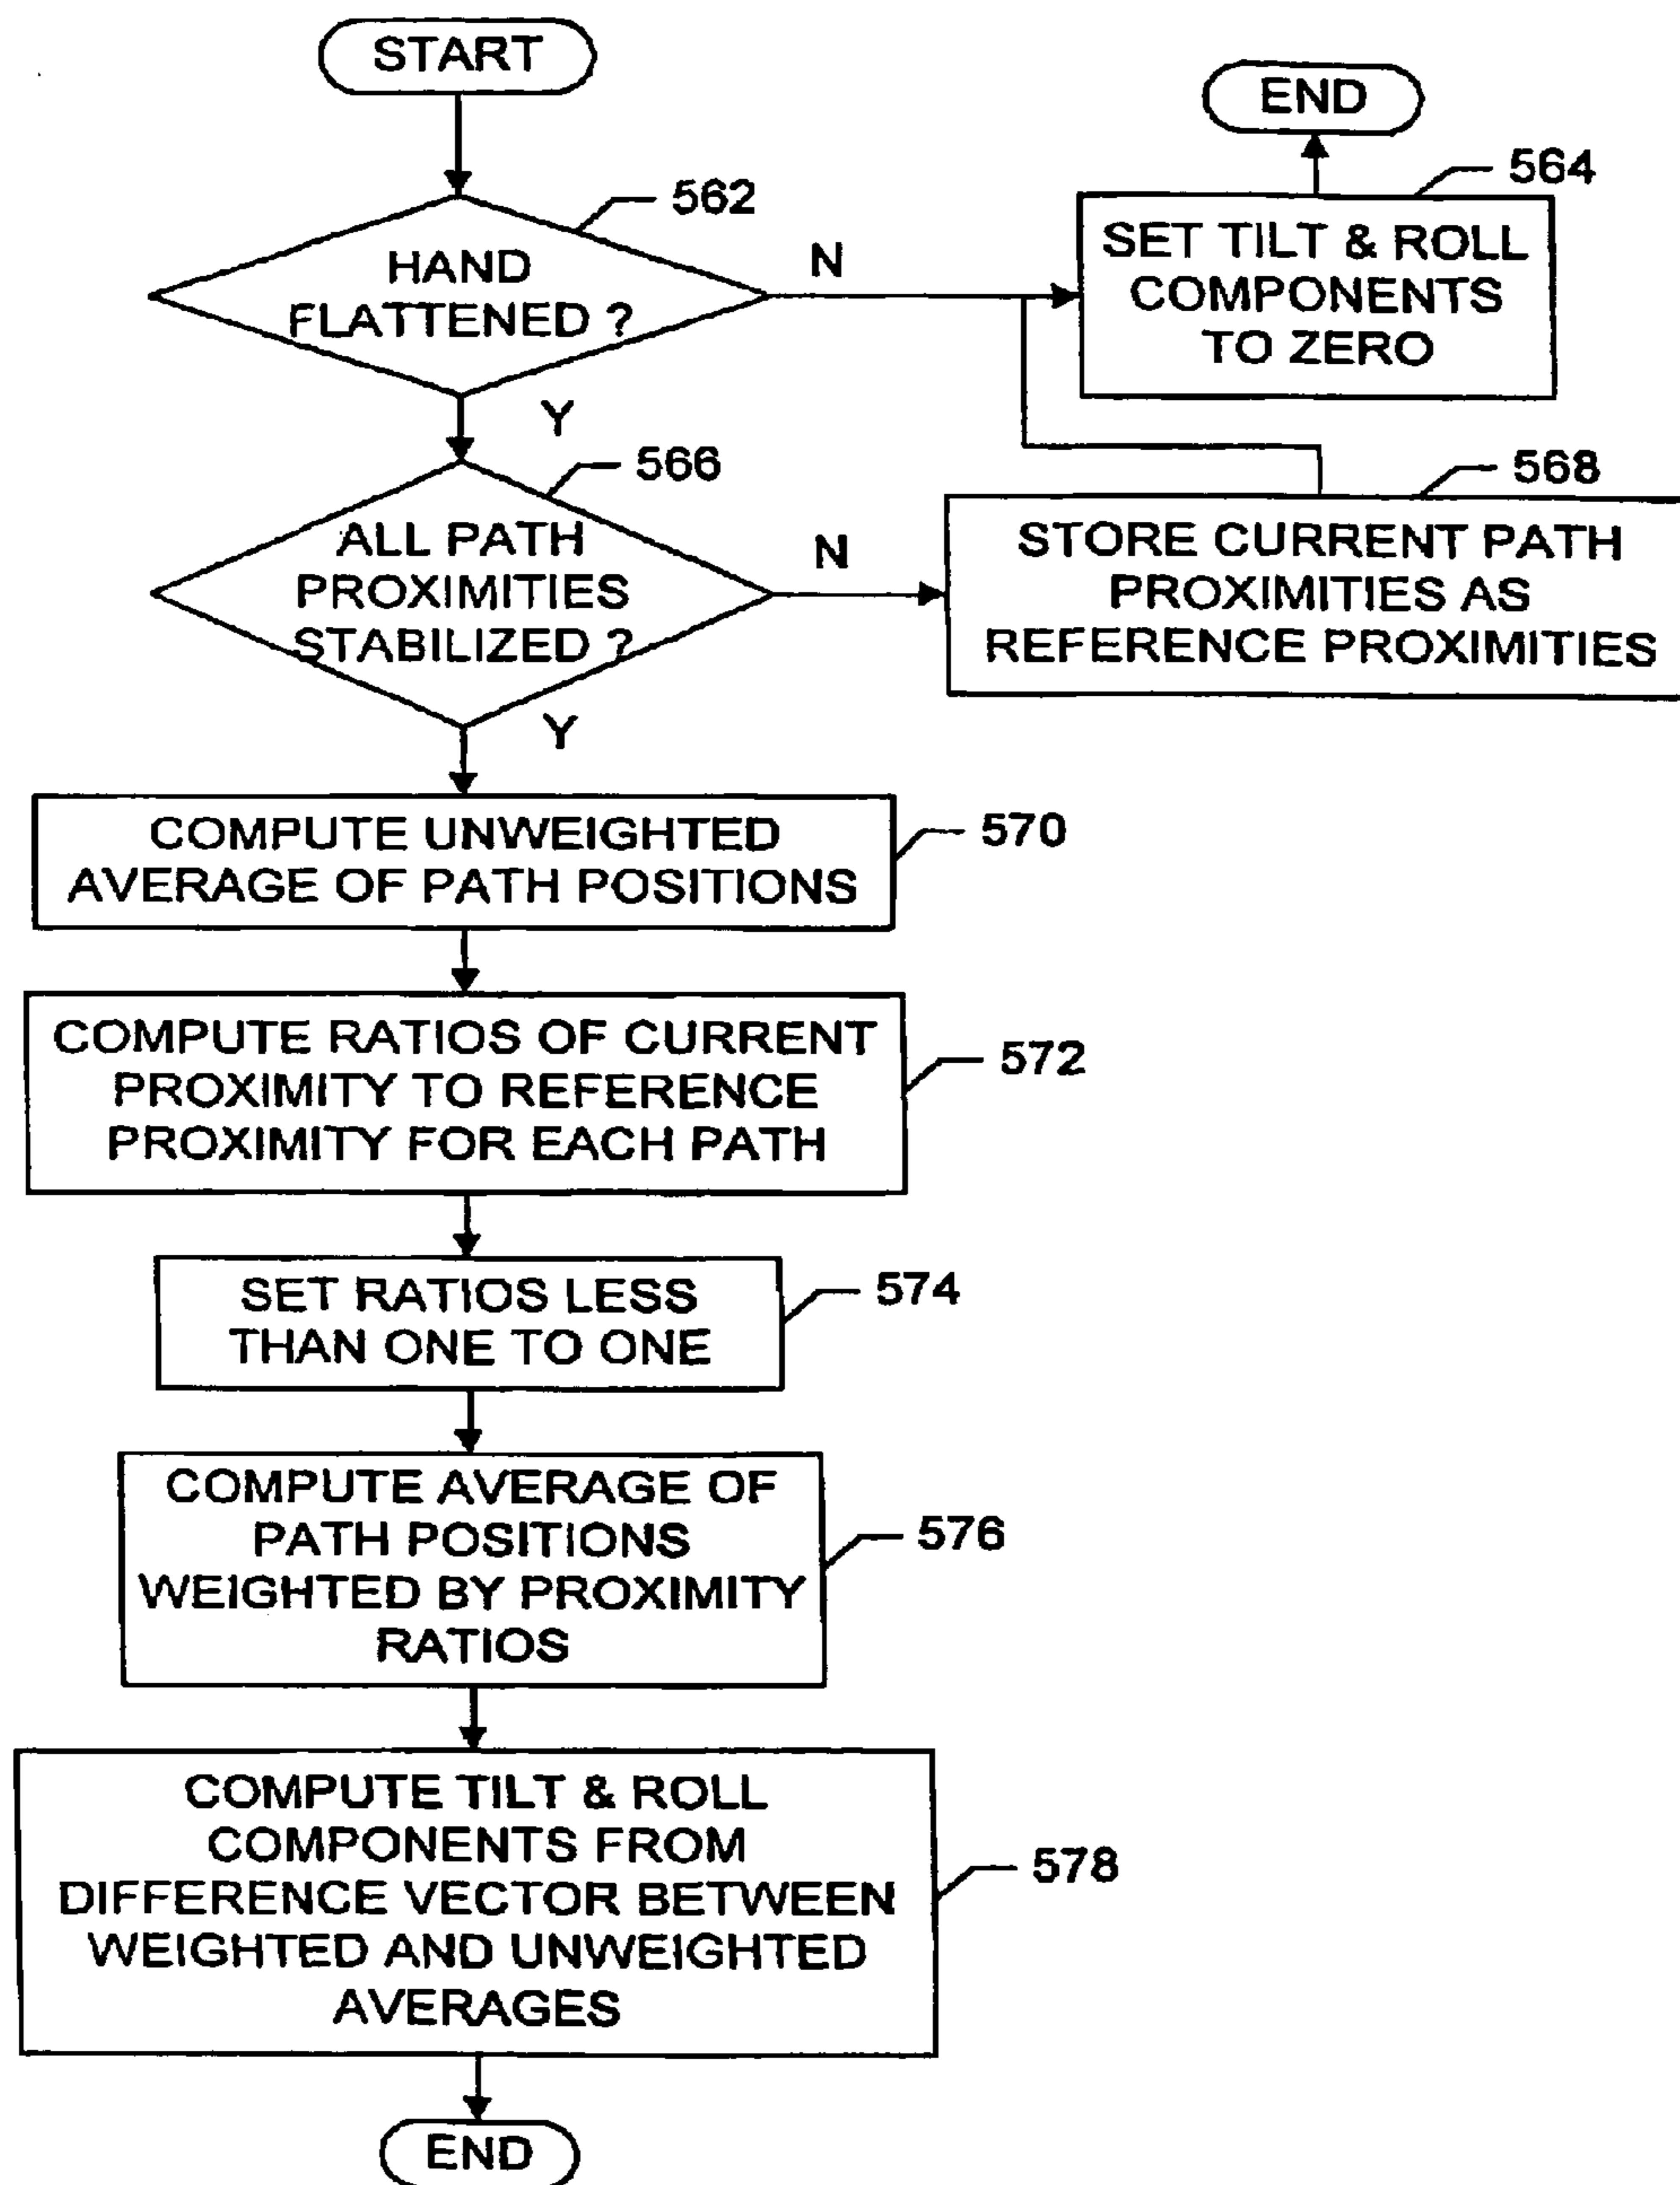 START
END
562
564
HAND
FLATTENED ?
N
SET TILT & ROLL
COMPONENTS
TO ZERO
Y
566
568
ALL PATH
PROXIMITIES
STABILIZED ?
N
STORE CURRENT PATH
PROXIMITIES AS
REFERENCE PROXIMITIES
Y
COMPUTE UNWEIGHTED
AVERAGE OF PATH POSITIONS
570
COMPUTE RATIOS OF CURRENT
PROXIMITY TO REFERENCE
PROXIMITY FOR EACH PATH
572
SET RATIOS LESS
THAN ONE TO ONE
574
COMPUTE AVERAGE OF
PATH POSITIONS
WEIGHTED BY PROXIMITY
RATIOS
576
COMPUTE TILT & ROLL
COMPONENTS FROM
DIFFERENCE VECTOR BETWEEN
WEIGHTED AND UNWEIGHTED
AVERAGES
578
END